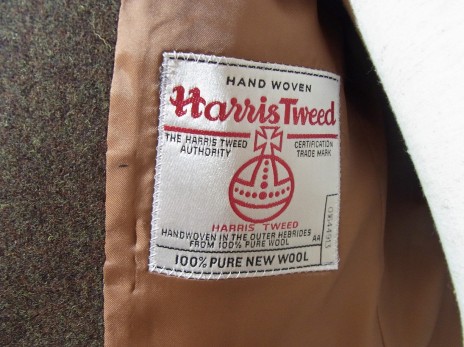 HAND WOVEN
Harris Tweed
THE HARRIS TWEED
AUTHORITY
CERTIFICATION
TRADE MARK
HARRIS TWEED
HANDWOVEN IN THE OUTER HEBRIDES
FROM 100% PURE WOOL
AA
100% PURE NEW WOOL